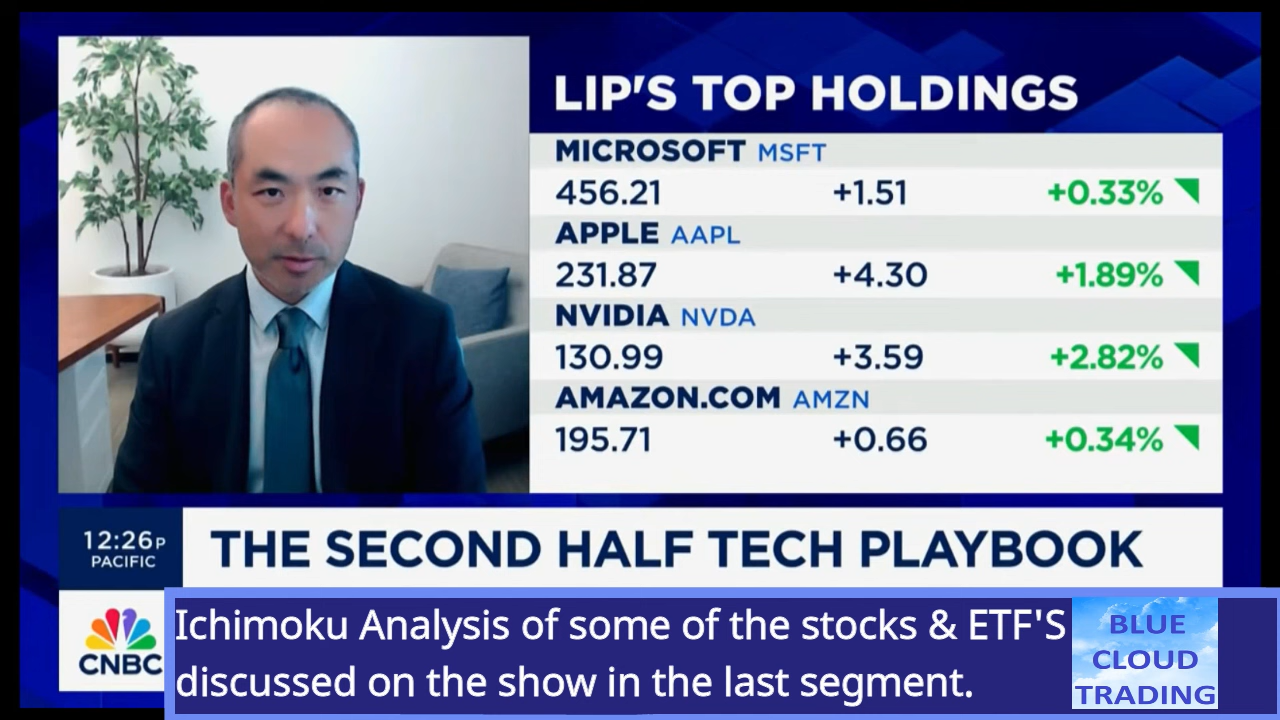 LIP'S TOP HOLDINGS
MICROSOFT MSFT
456.21 +1.51 +0.33%
APPLE AAPL
231.87 +4.30 +1.89%
NVIDIA NVDA
130.99 +3.59 +2.82%
AMAZON.COM AMZN
195.71 +0.66 +0.34%
12:26P
PACIFIC
THE SECOND HALF TECH PLAYBOOK
CNBC
Ichimoku Analysis of some of the stocks & ETF'S
discussed on the show in the last segment.
BLUE
CLOUD
TRADING